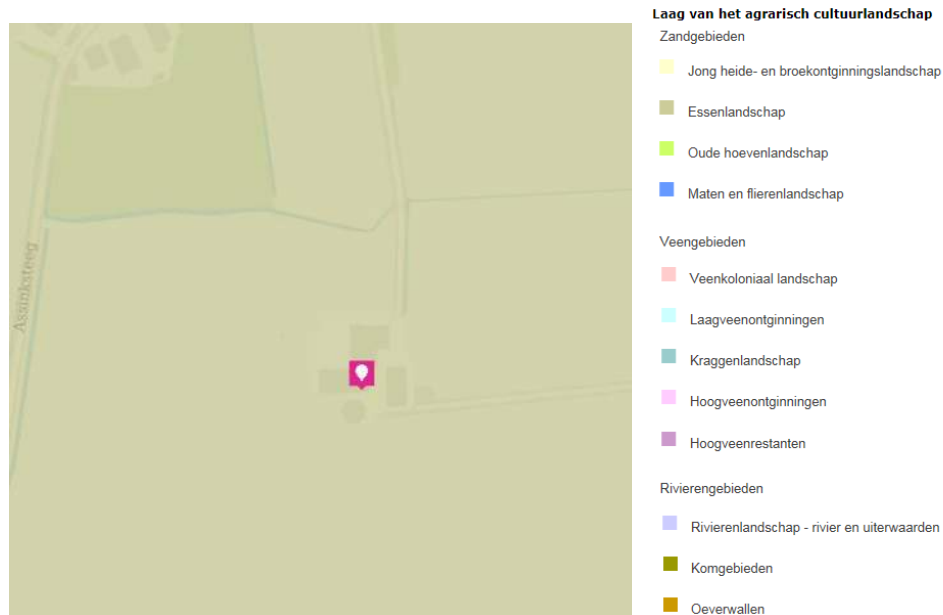 Laag van het agrarisch cultuurlandschap
Zandgebieden
Jong heide- en broekontginningslandschap
Essenlandschap
Oude hoevenlandschap
Maten en flierenlandschap
Veengebieden
Veenkoloniaal landschap
Laagveenontginningen
Kraggenlandschap
Hoogveenontginningen
Hoogveenrestanten
Rivierengebieden
Rivierenlandschap - rivier en uiterwaarden
Komgebieden
Oeverwallen
Assinksteeg